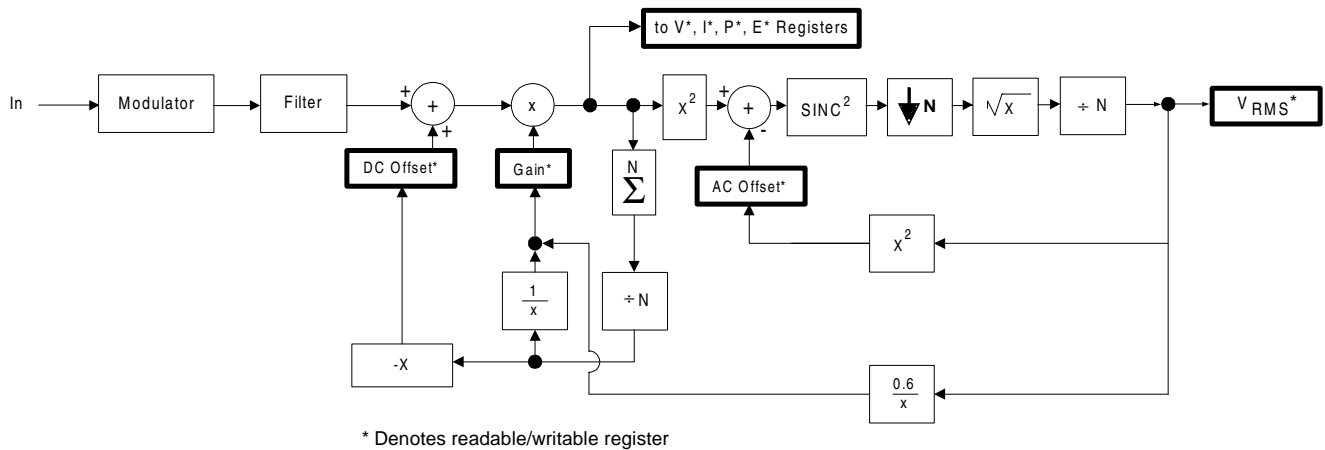 to V*, I*, P*, E* Registers
In
Modulator
Filter
+
+
+
x
X²
+
+
-
SINC²
N
√X
÷ N
V RMS*
DC Offset*
Gain*
N
Σ
AC Offset*
X²
1
x
÷ N
-X
0.6
x
* Denotes readable/writable register